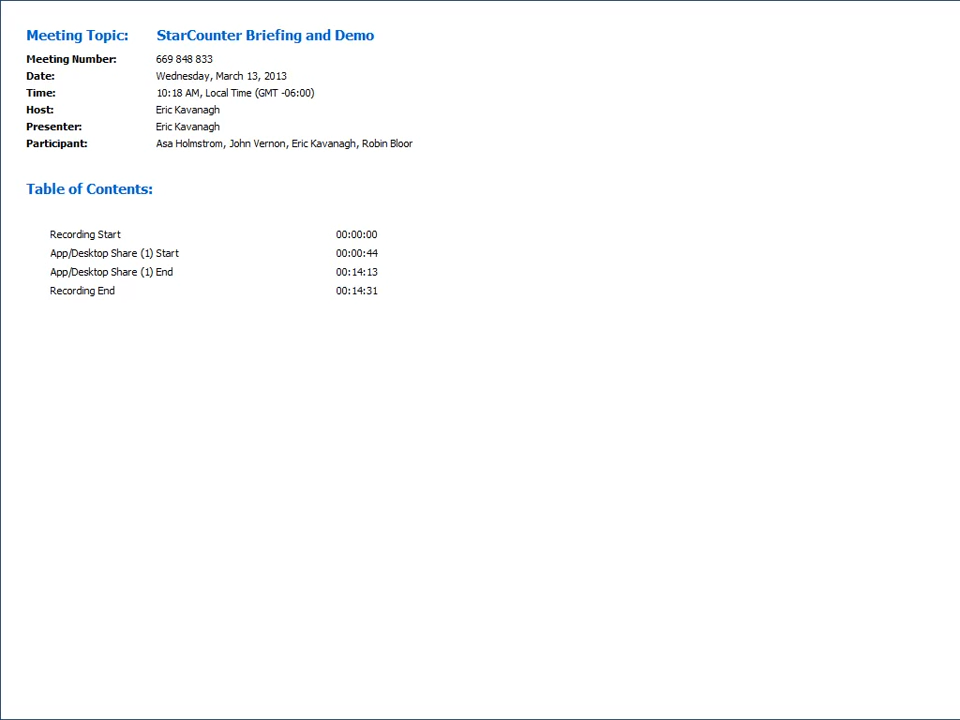 Meeting Topic: StarCounter Briefing and Demo
Meeting Number: 669 848 833
Date: Wednesday, March 13, 2013
Time: 10:18 AM, Local Time (GMT -06:00)
Host: Eric Kavanagh
Presenter: Eric Kavanagh
Participant: Asa Holmstrom, John Vernon, Eric Kavanagh, Robin Bloor
Table of Contents:
Recording Start 00:00:00
App/Desktop Share (1) Start 00:00:44
App/Desktop Share (1) End 00:14:13
Recording End 00:14:31